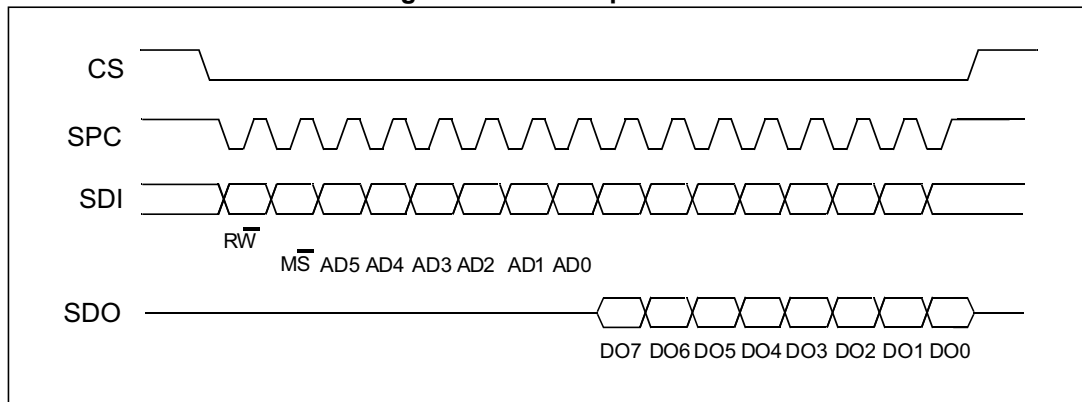 CS
SPC
SDI
RW̅
MS̅ AD5 AD4 AD3 AD2 AD1 AD0
SDO
DO7 DO6 DO5 DO4 DO3 DO2 DO1 DO0